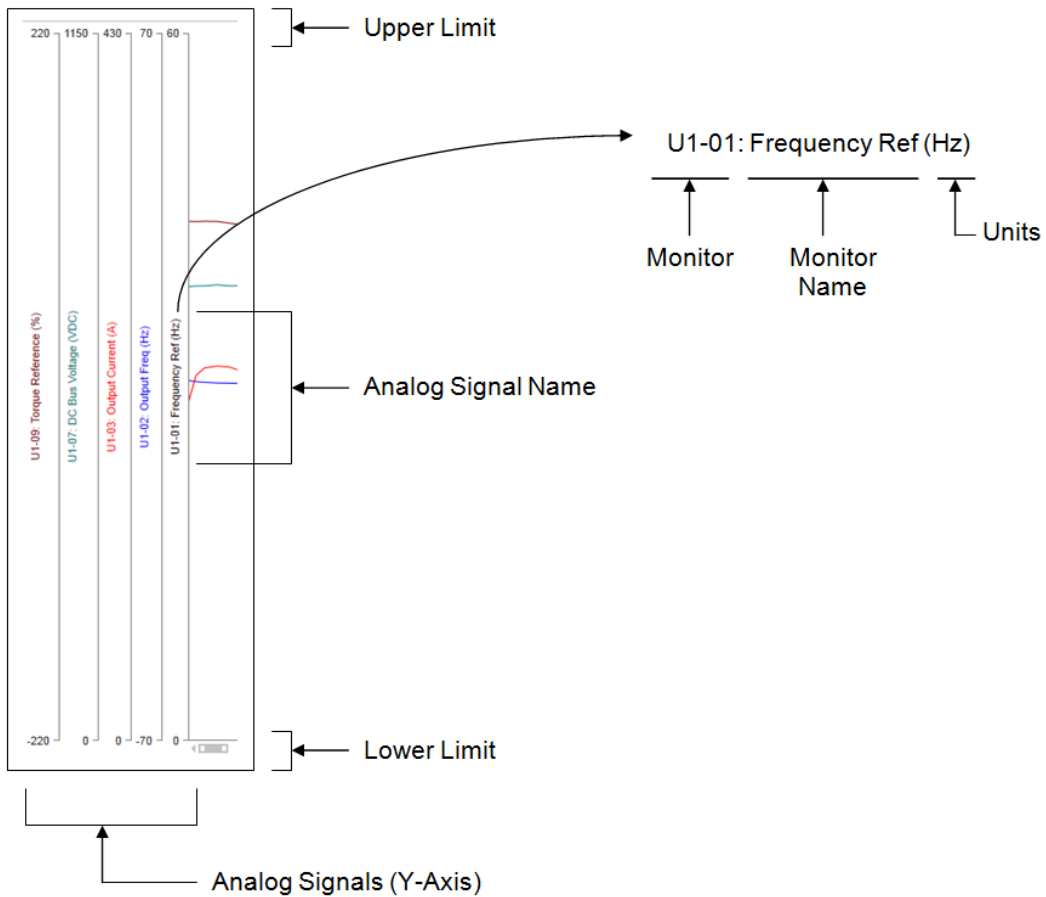 220 1150 430 70 60
Upper Limit
U1-01: Frequency Ref (Hz)
Monitor
Monitor
Name
Units
U1-09: Torque Reference (%)
U1-07: DC Bus Voltage (VDC)
U1-03: Output Current (A)
U1-02: Output Freq (Hz)
U1-01: Frequency Ref (Hz)
Analog Signal Name
-220 0 0 -70 0
Lower Limit
Analog Signals (Y-Axis)